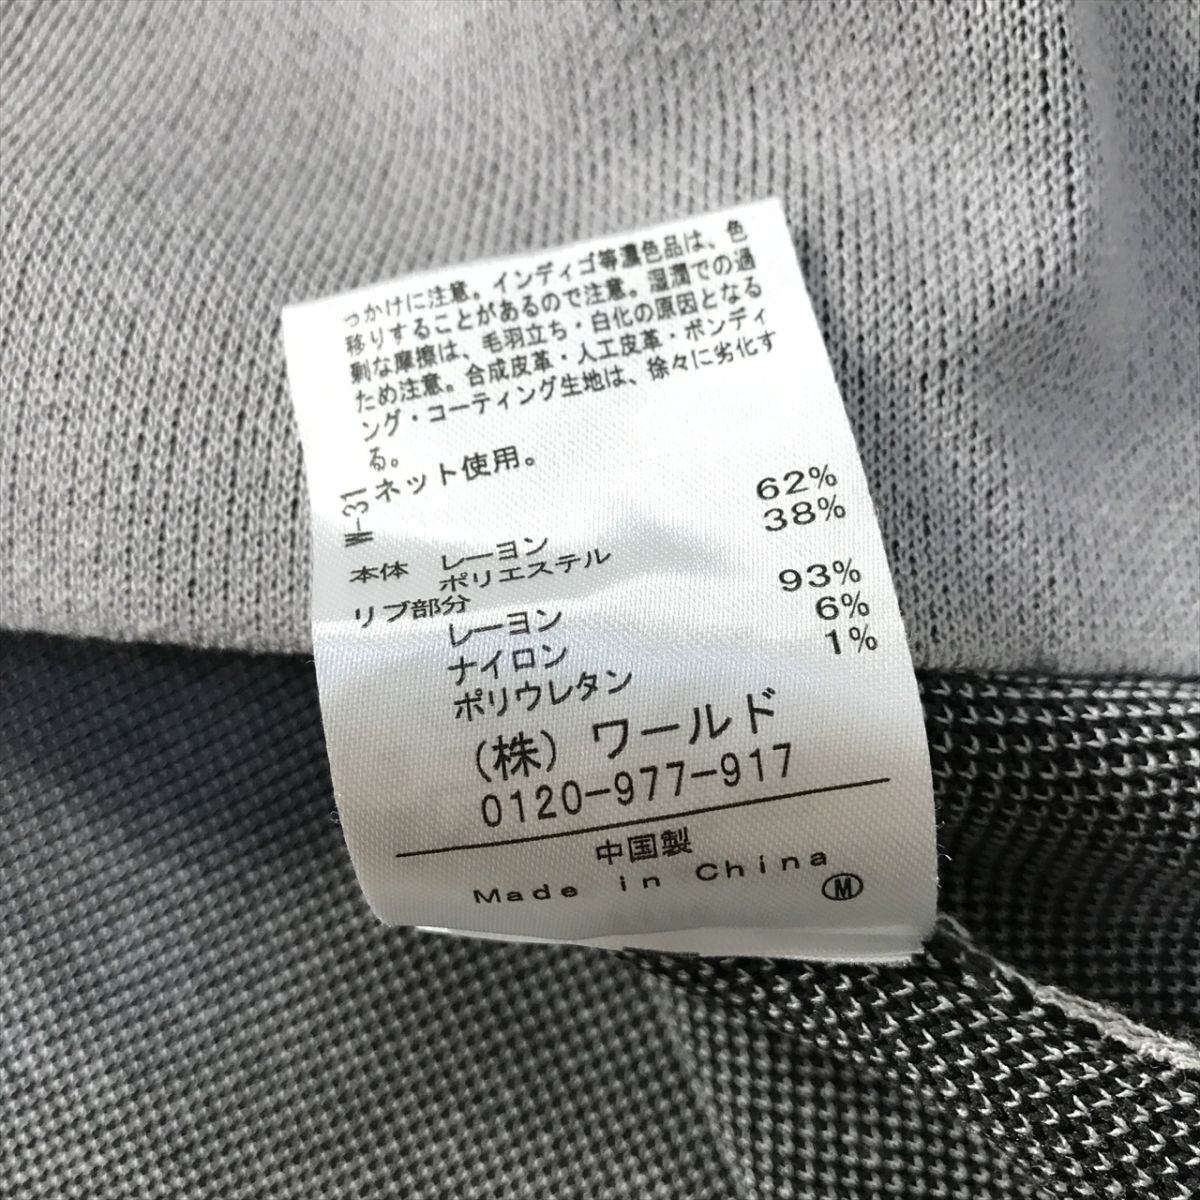 っかけに注意。インディゴ等濃色品は、色
移りすることがあるので注意。湿潤での過
剰な摩擦は、毛羽立ち・白化の原因となる
ため注意。合成皮革・人工皮革・ボンディ
ング・コーティング生地は、徐々に劣化す
る。
ネット使用。
W-31
本体 レーヨン 62%
ポリエステル 38%
リブ部分
レーヨン 93%
ナイロン 6%
ポリウレタン 1%
(株) ワールド
0120-977-917
中国製
Made in China
M